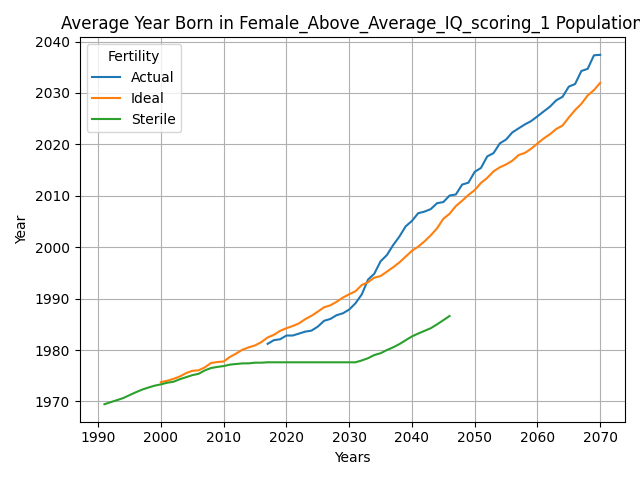 Average Year Born in Female_Above_Average_IQ_scoring_1 Population
2040
2030
2020
2010
2000
1990
1980
1970
Year
Fertility
Actual
Ideal
Sterile
1990 2000 2010 2020 2030 2040 2050 2060 2070
Years